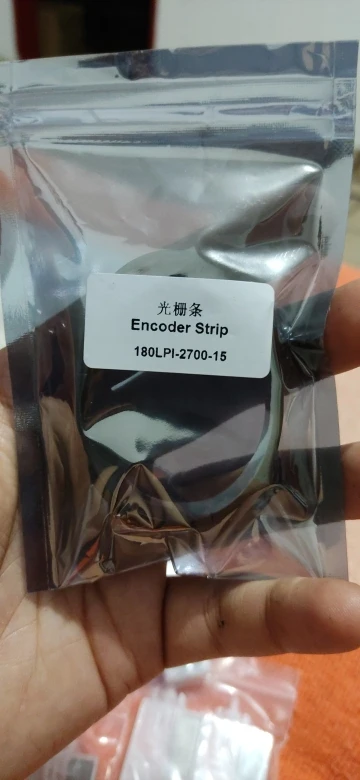 光栅条
Encoder Strip
180LPI-2700-15